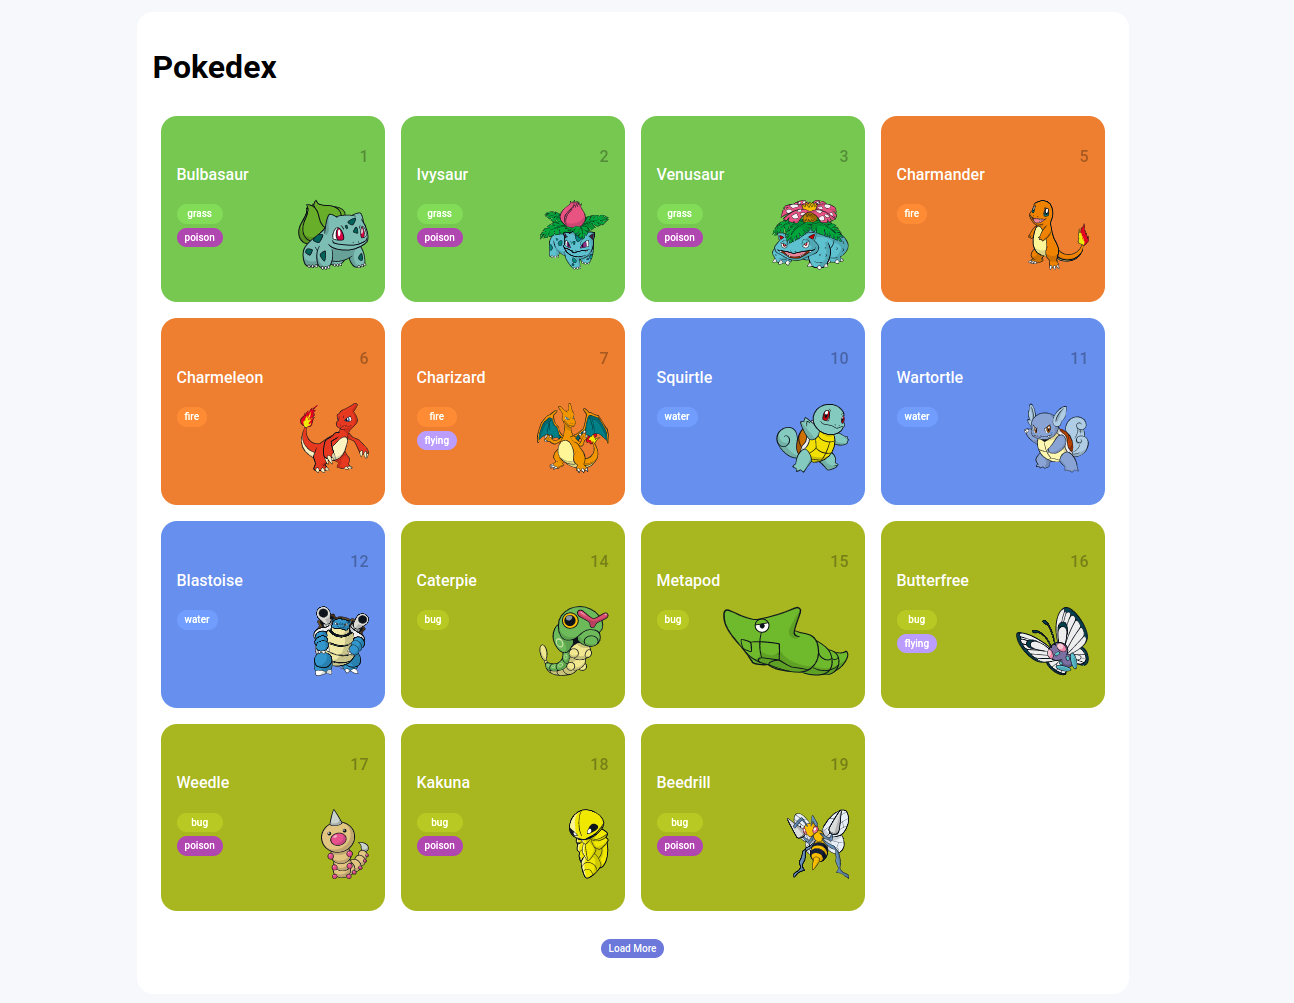 Pokedex
1
Bulbasaur
grass
poison
2
Ivysaur
grass
poison
3
Venusaur
grass
poison
5
Charmander
fire
6
Charmeleon
fire
7
Charizard
fire
flying
10
Squirtle
water
11
Wartortle
water
12
Blastoise
water
14
Caterpie
bug
15
Metapod
bug
16
Butterfree
bug
flying
17
Weedle
bug
poison
18
Kakuna
bug
poison
19
Beedrill
bug
poison
Load More